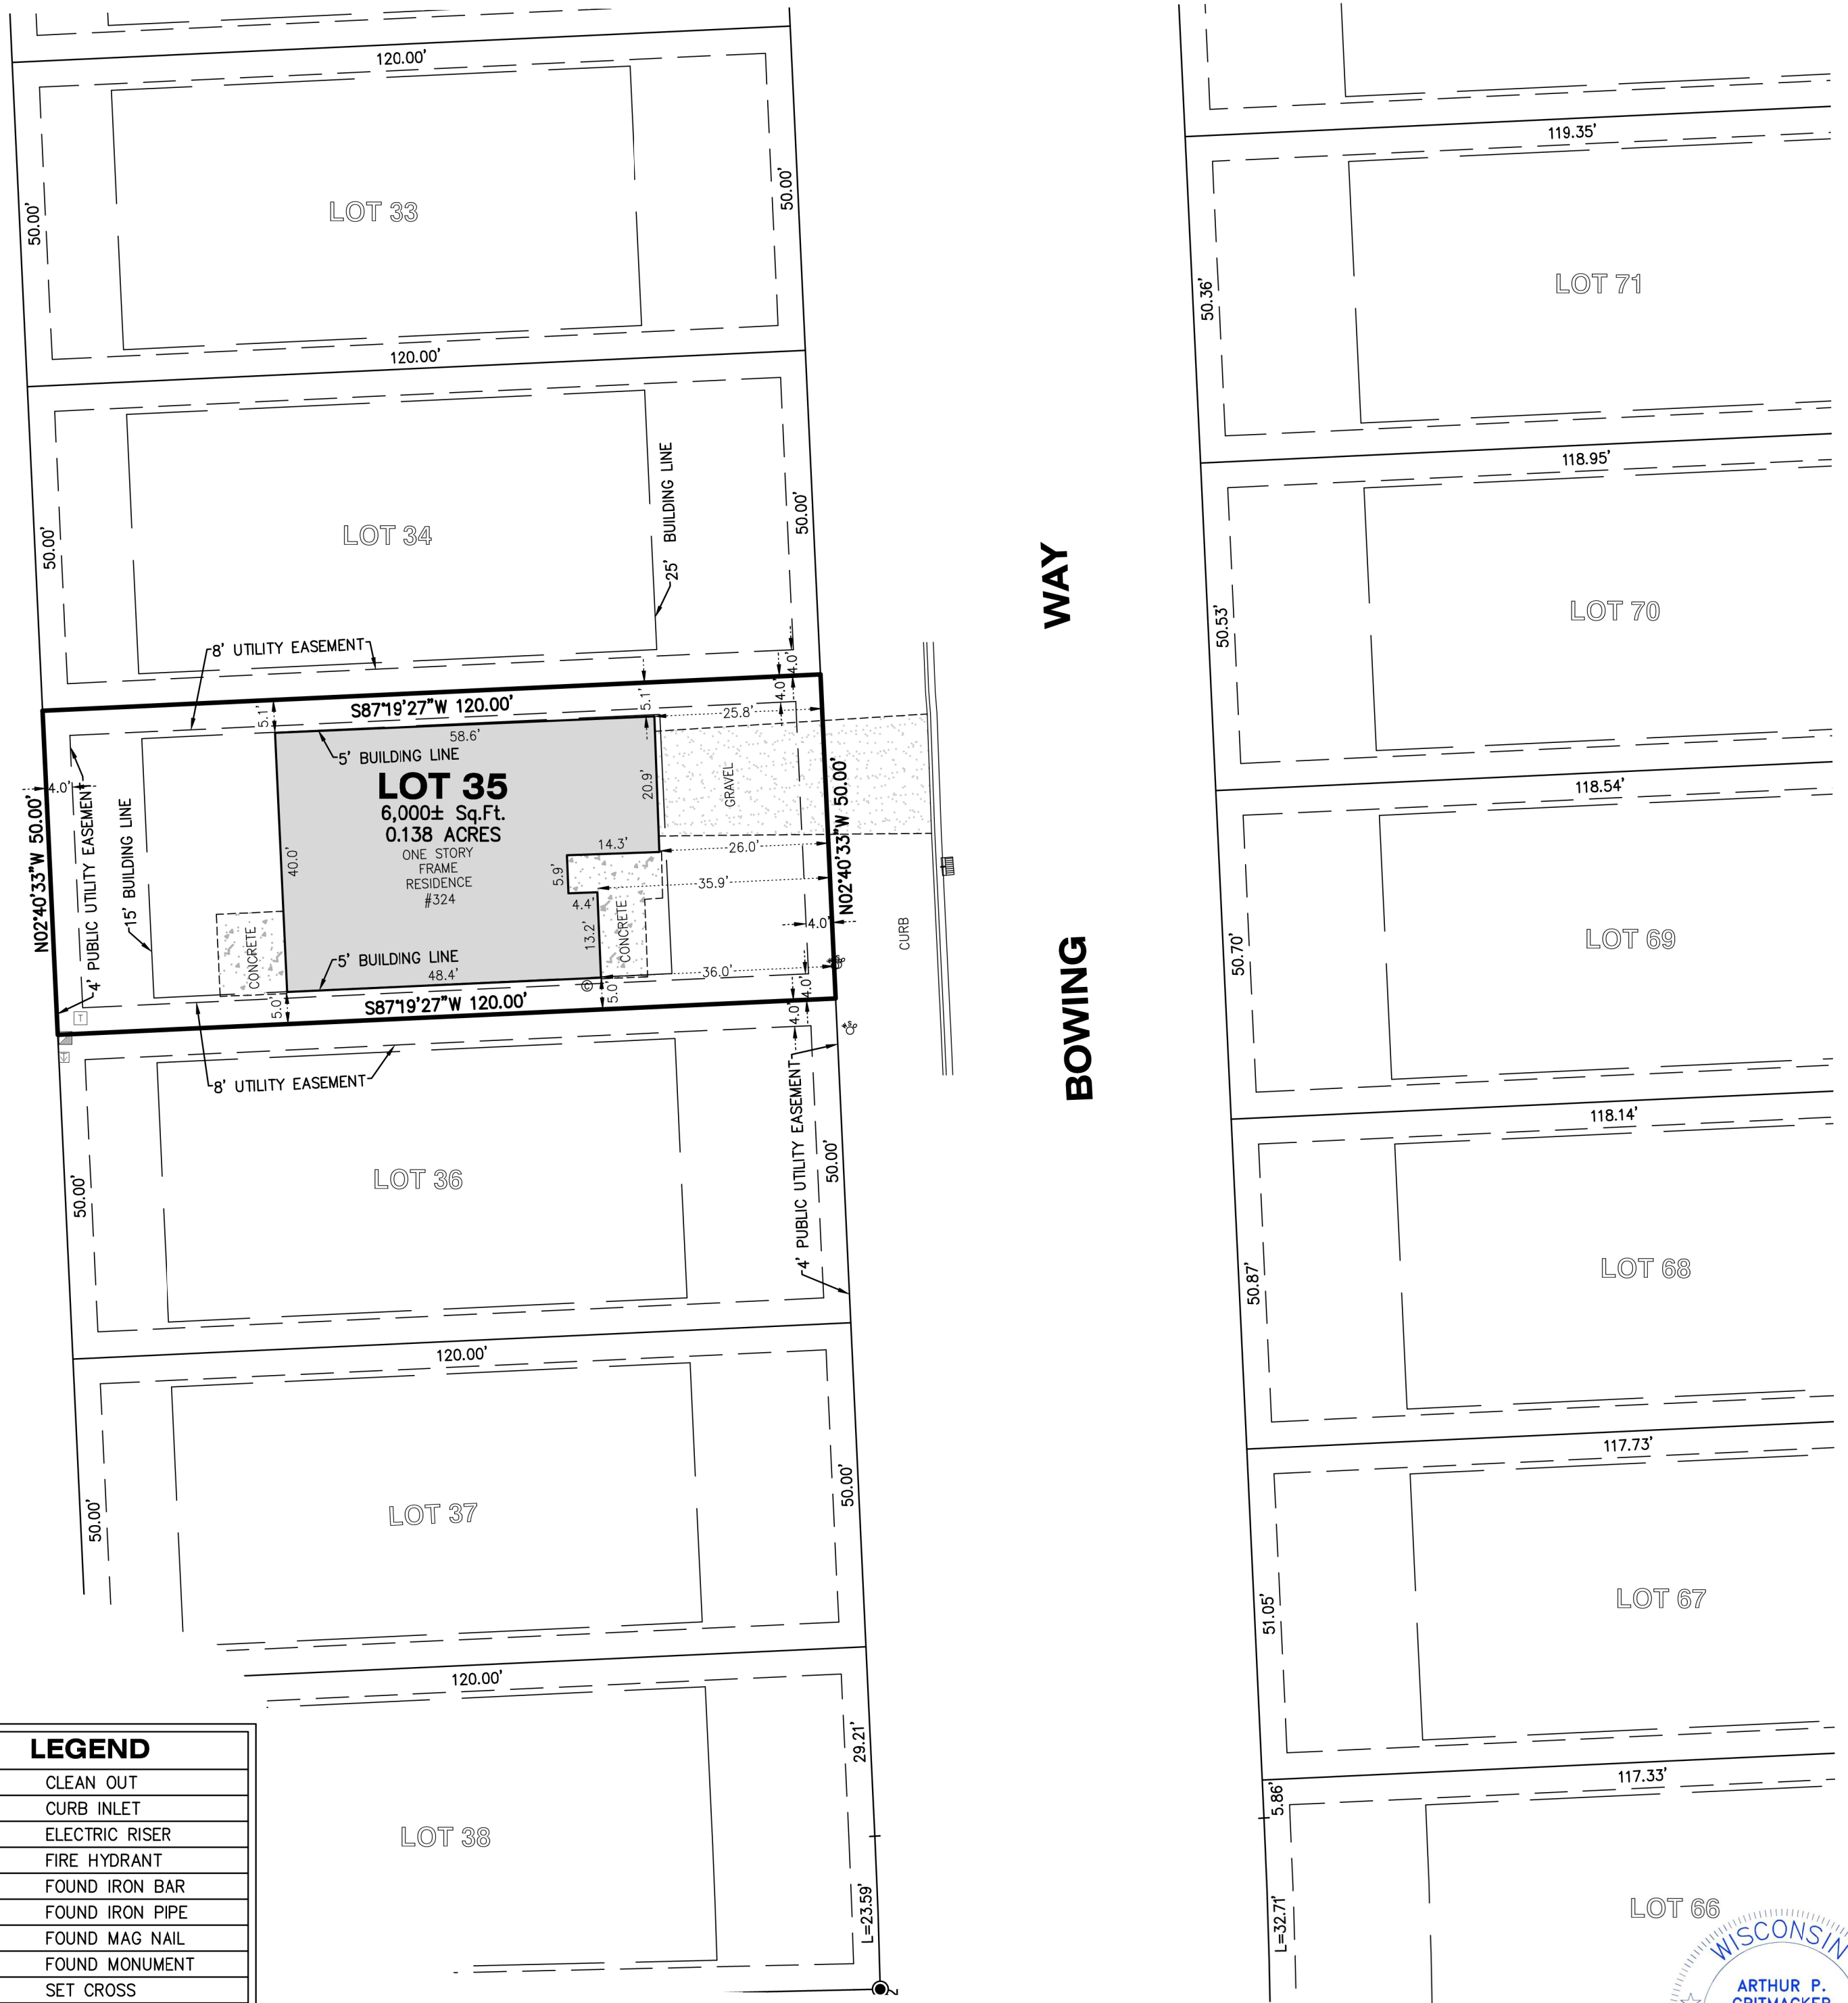 120.00'
50.00'
LOT 33
50.00'
120.00'
50.00'
LOT 34
25' BUILDING LINE
50.00'
8' UTILITY EASEMENT
4.0'
4.0'
5.1'
S87°19'27"W 120.00'
5.1'
25.8'
58.6'
5' BUILDING LINE
LOT 35
6,000± Sq.Ft.
0.138 ACRES
ONE STORY
FRAME
RESIDENCE
#324
N02°40'33"W 50.00'
4.0'
4' PUBLIC UTILITY EASEMENT
15' BUILDING LINE
40.0'
20.9'
GRAVEL
14.3'
26.0'
5.9'
35.9'
4.4'
13.2'
CONCRETE
CONCRETE
N02°40'33"W 50.00'
4.0'
CURB
5' BUILDING LINE
48.4'
36.0'
5.0'
S87°19'27"W 120.00'
5.0'
4.0'
4.0'
T
8' UTILITY EASEMENT
50.00'
LOT 36
4' PUBLIC UTILITY EASEMENT
50.00'
120.00'
50.00'
LOT 37
50.00'
120.00'
29.21'
LOT 38
L=23.59'
BOWING WAY
119.35'
50.36'
LOT 71
118.95'
50.53'
LOT 70
118.54'
50.70'
LOT 69
118.14'
50.87'
LOT 68
117.73'
51.05'
LOT 67
117.33'
5.86'
L=32.71'
LOT 66
LEGEND
CLEAN OUT
CURB INLET
ELECTRIC RISER
FIRE HYDRANT
FOUND IRON BAR
FOUND IRON PIPE
FOUND MAG NAIL
FOUND MONUMENT
SET CROSS
WISCONSIN
ARTHUR P.